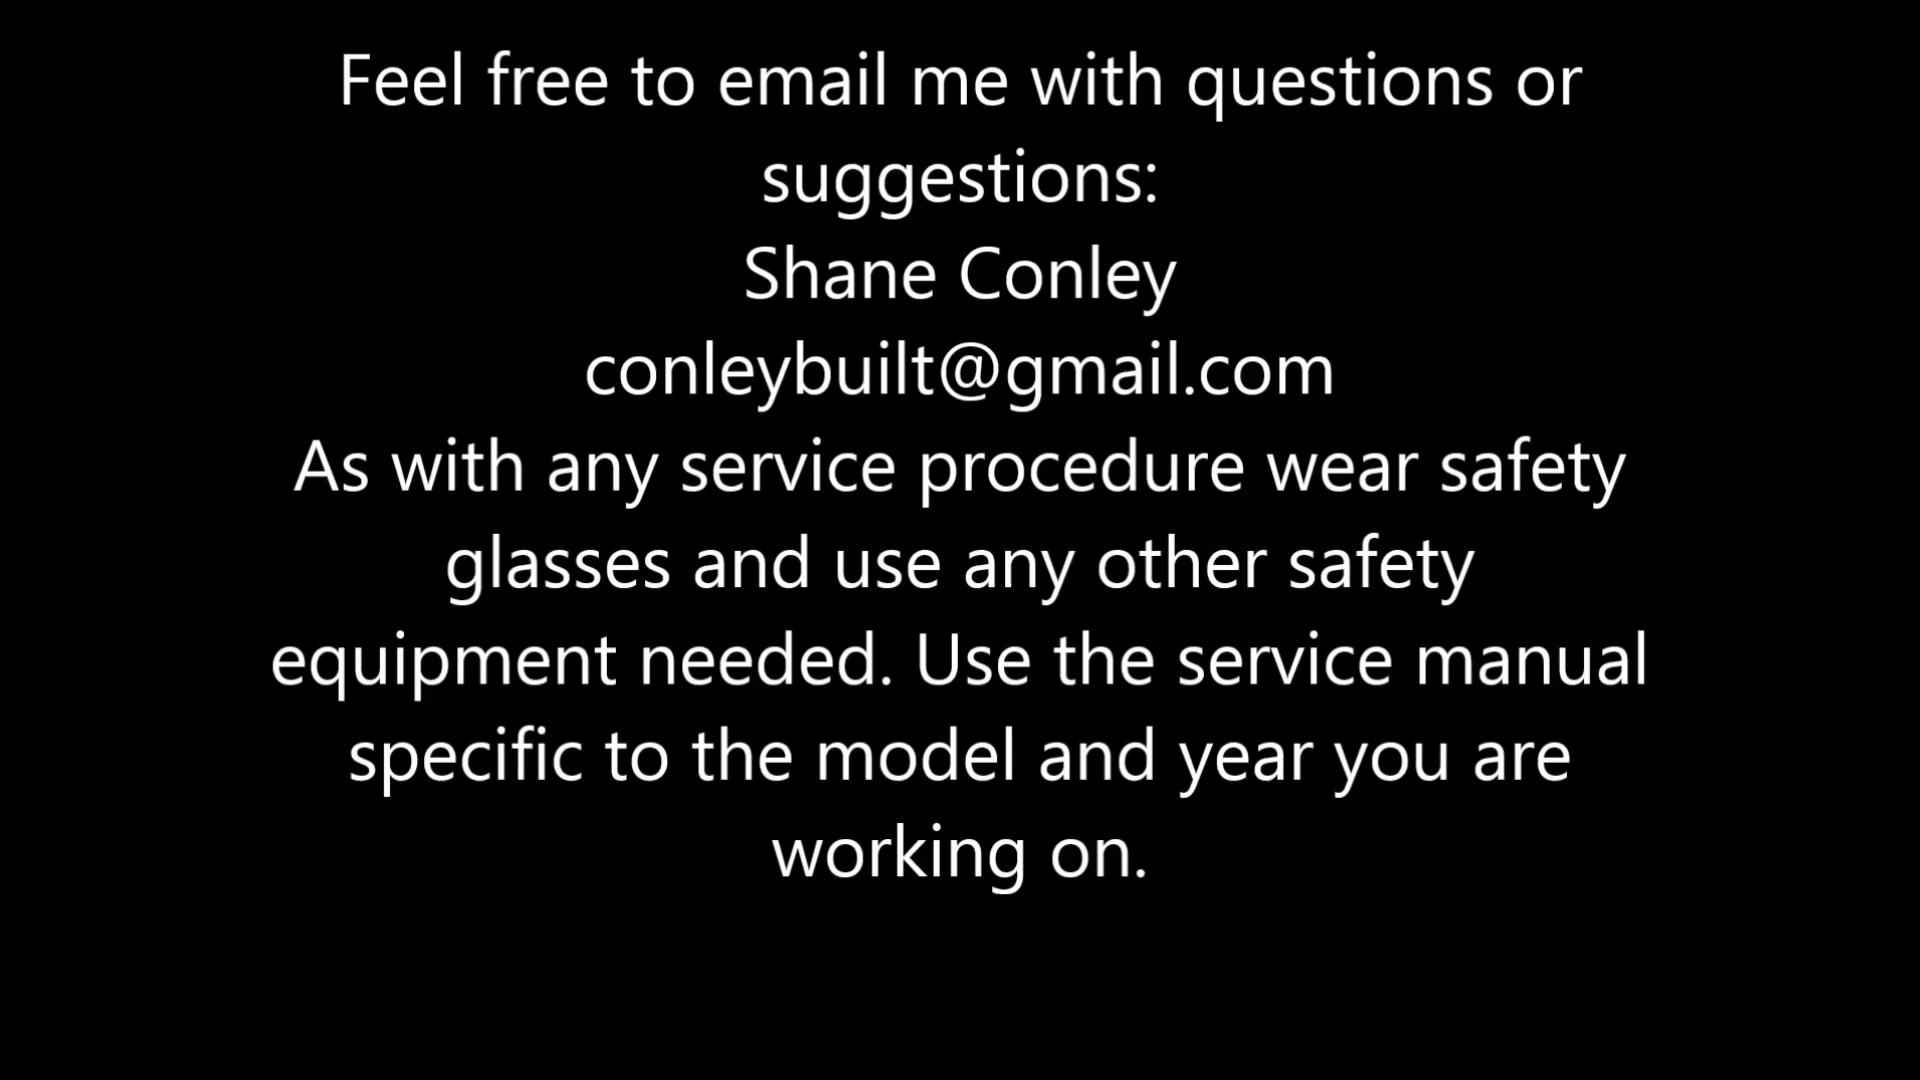 Feel free to email me with questions or
suggestions:
Shane Conley
conleybuilt@gmail.com
As with any service procedure wear safety
glasses and use any other safety
equipment needed. Use the service manual
specific to the model and year you are
working on.